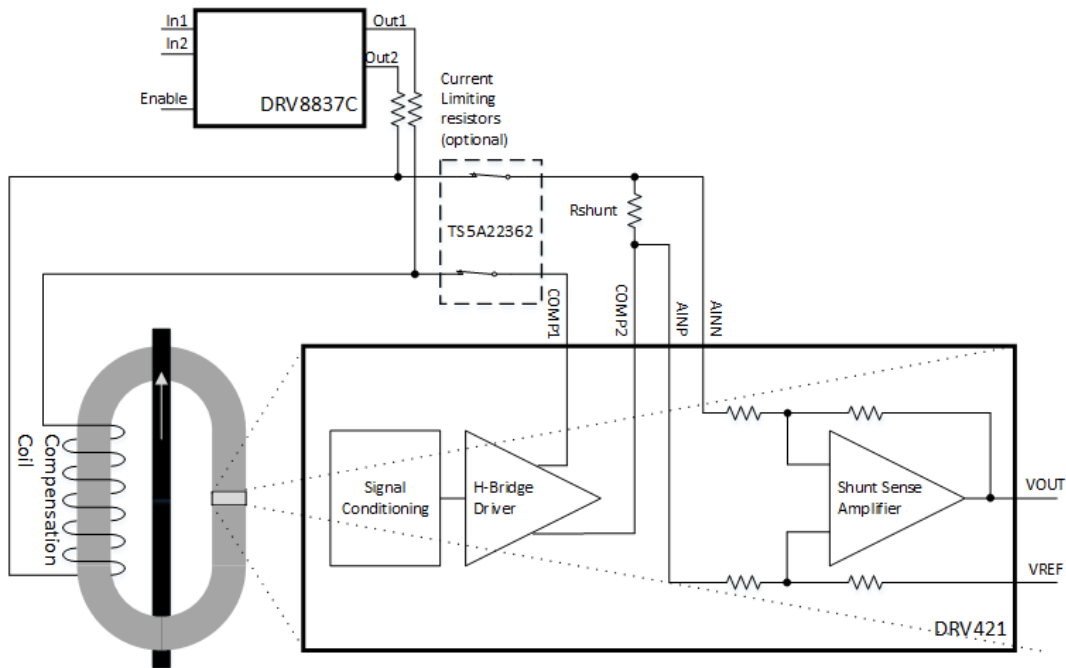 In1
In2
Enable
DRV8837C
Out1
Out2
Current
Limiting
resistors
(optional)
TS5A22362
Rshunt
COMP1
COMP2
AINP
AINN
Compensation
Coil
Signal
Conditioning
H-Bridge
Driver
Shunt Sense
Amplifier
VOUT
VREF
DRV421